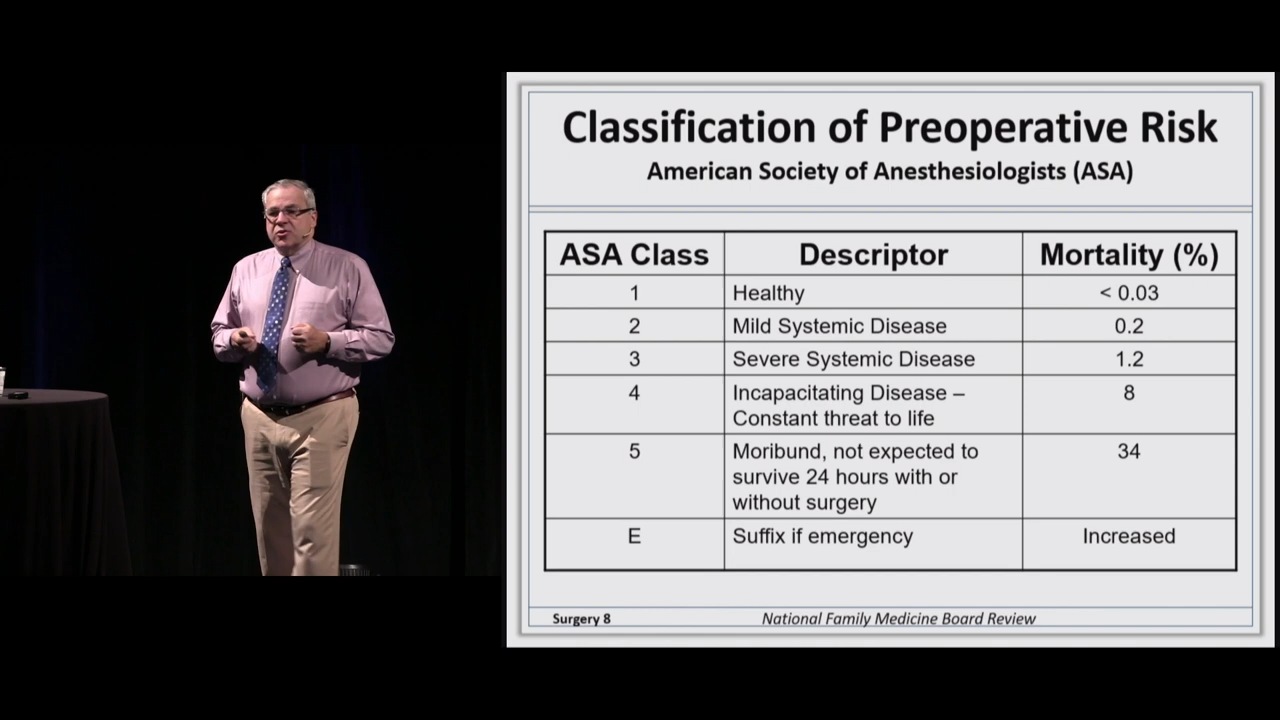 Classification of Preoperative Risk
American Society of Anesthesiologists (ASA)
ASA Class Descriptor Mortality (%)
1 Healthy < 0.03
2 Mild Systemic Disease 0.2
3 Severe Systemic Disease 1.2
4 Incapacitating Disease – 8
Constant threat to life
5 Moribund, not expected to 34
survive 24 hours with or
without surgery
E Suffix if emergency Increased
Surgery 8 National Family Medicine Board Review